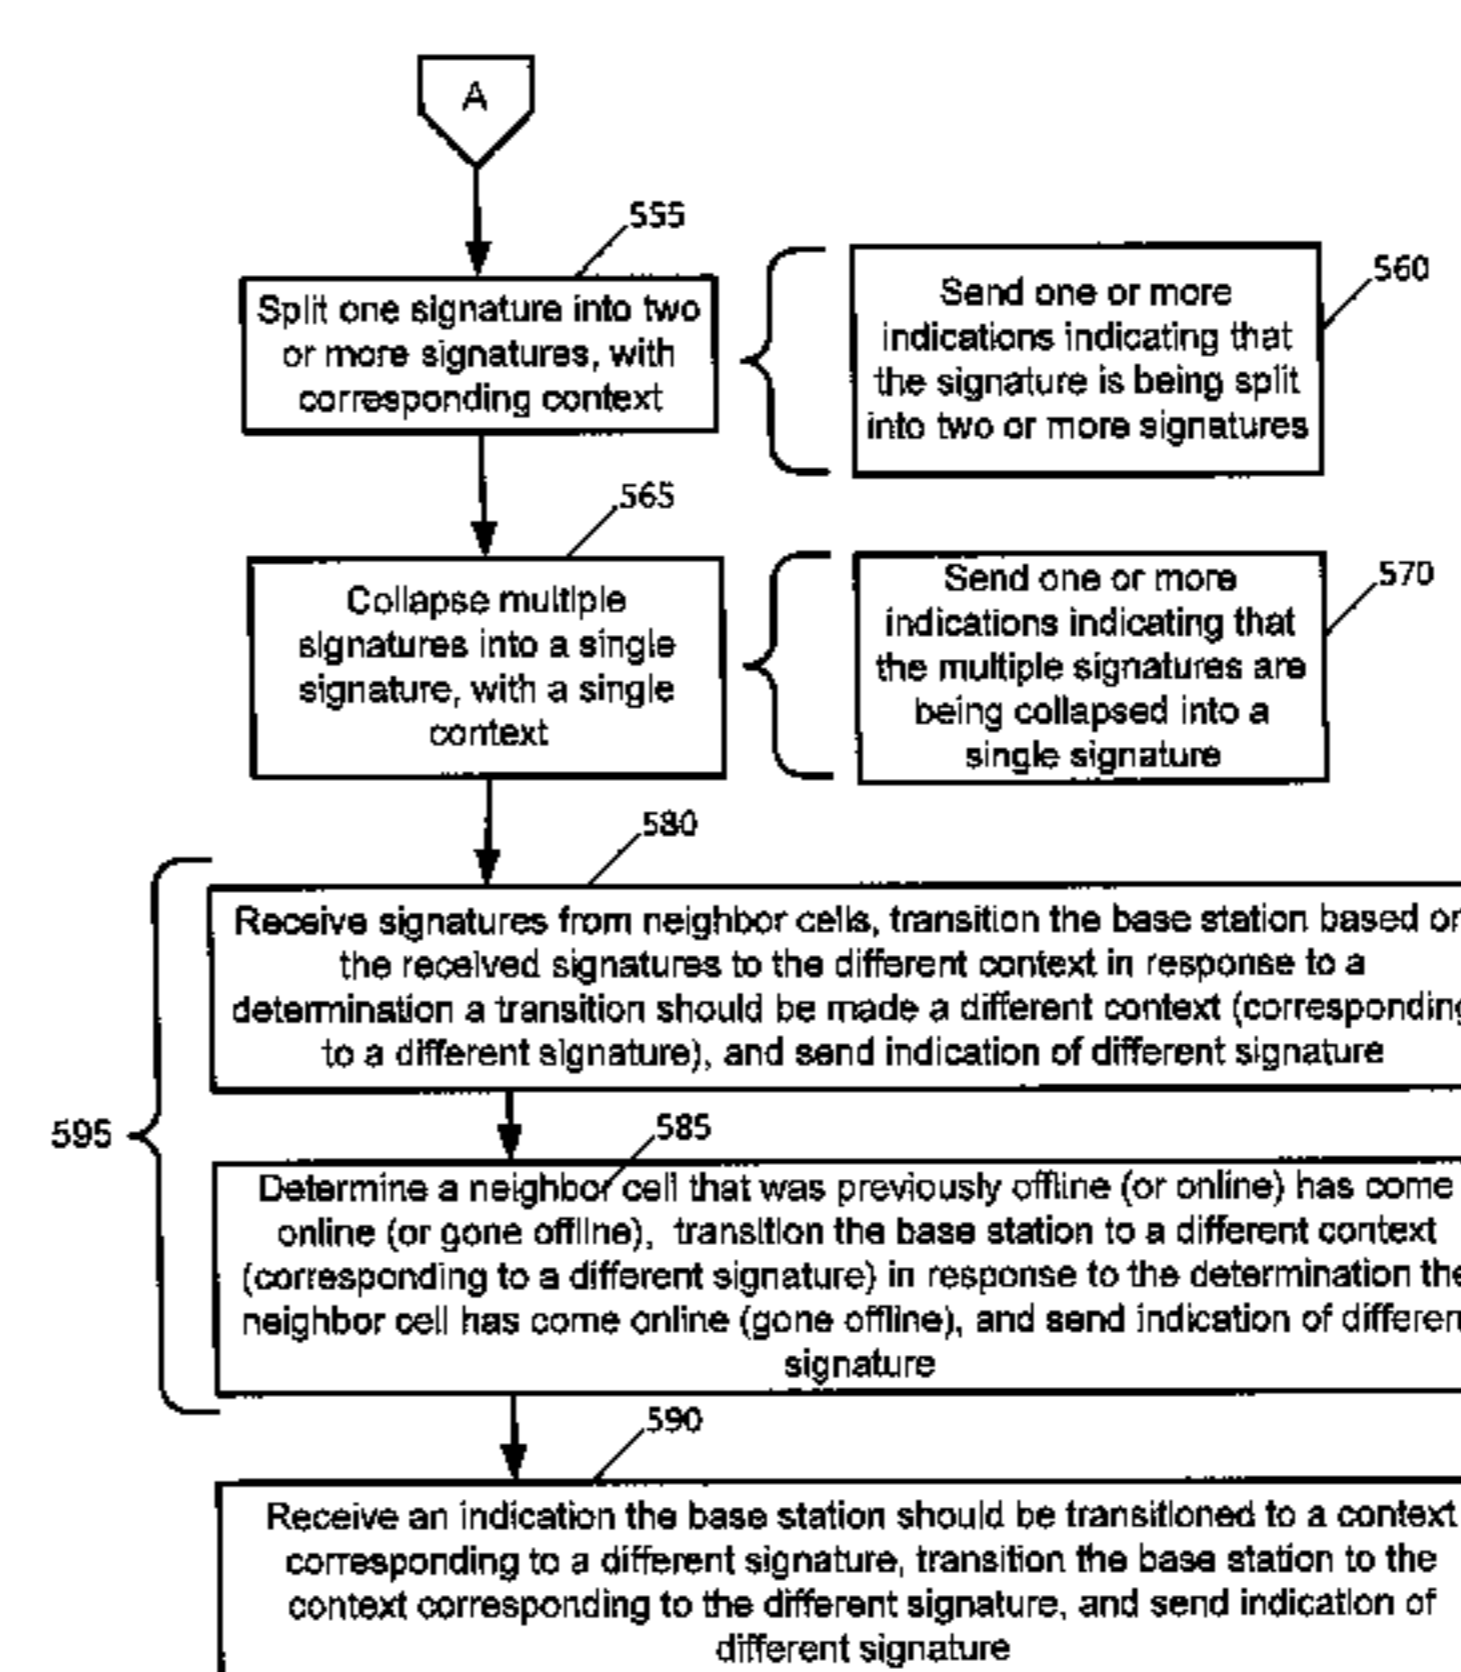 A
555
Split one signature into two
or more signatures, with
corresponding context
560
Send one or more
indications indicating that
the signature is being split
into two or more signatures
565
Collapse multiple
signatures into a single
signature, with a single
context
570
Send one or more
indications indicating that
the multiple signatures are
being collapsed into a
single signature
580
Receive signatures from neighbor cells, transition the base station based on
the received signatures to the different context in response to a
determination a transition should be made a different context (corresponding
to a different signature), and send indication of different signature
595
585
Determine a neighbor cell that was previously offline (or online) has come
online (or gone offline), transition the base station to a different context
(corresponding to a different signature) in response to the determination the
neighbor cell has come online (gone offline), and send indication of different
signature
590
Receive an indication the base station should be transitioned to a context
corresponding to a different signature, transition the base station to the
context corresponding to the different signature, and send indication of
different signature